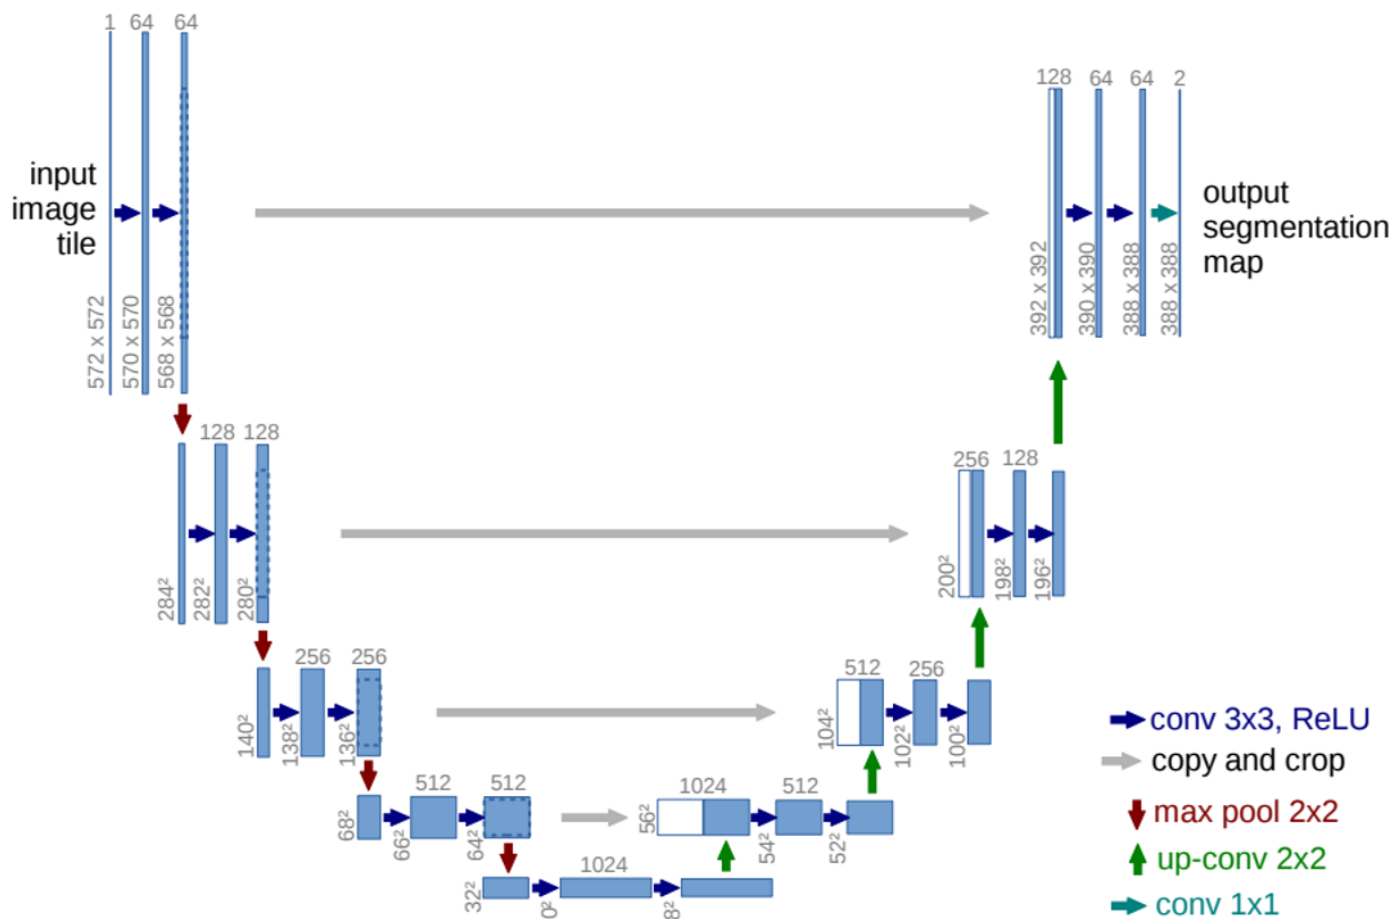 1 64 64
128 64 64 2
input
image
tile
572 x 572
570 x 570
568 x 568
392 x 392
390 x 390
388 x 388
388 x 388
output
segmentation
map
128 128
284²
282²
280²
256 128
200²
198²
196²
256 256
140²
138²
136²
512 256
104²
102²
100²
512 512
68²
66²
64²
1024 512
56²
54²
52²
1024
32²
conv 3x3, ReLU
copy and crop
max pool 2x2
up-conv 2x2
conv 1x1